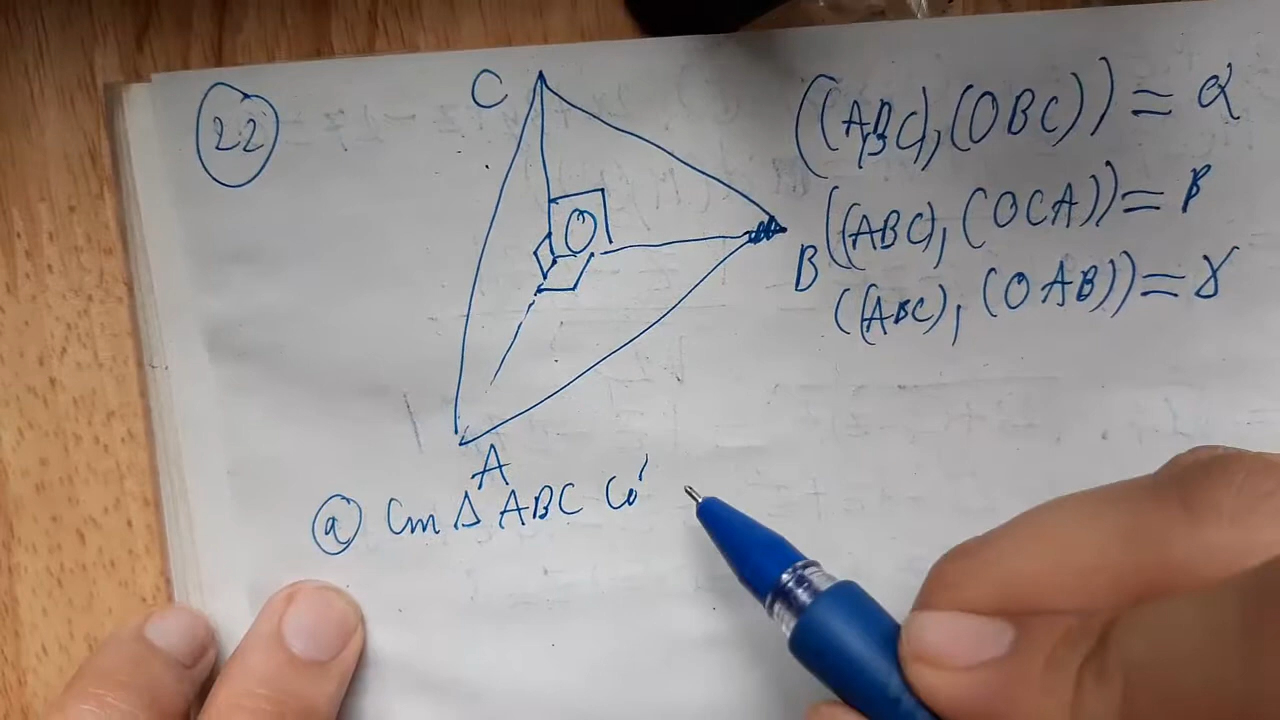 22
C
O
B
A
((ABC), (OBC)) = α
((ABC), (OCA)) = β
((ABC), (OAB)) = γ
a Cm Δ ABC Có